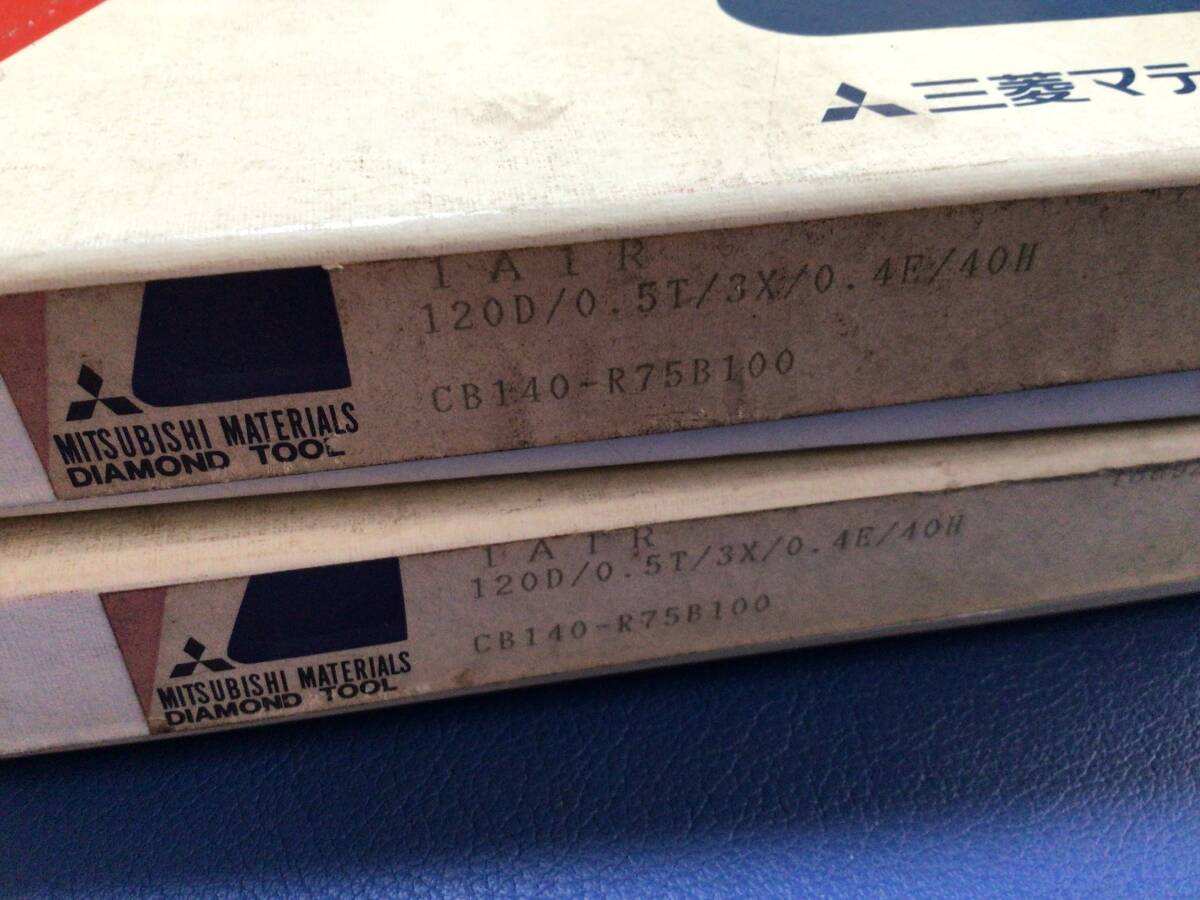 三菱マテ
1A1R
120D/0.5T/3X/0.4E/40H
CB140-R75B100
MITSUBISHI MATERIALS
DIAMOND TOOL
1A1R
120D/0.5T/3X/0.4E/40H
CB140-R75B100
MITSUBISHI MATERIALS
DIAMOND TOOL